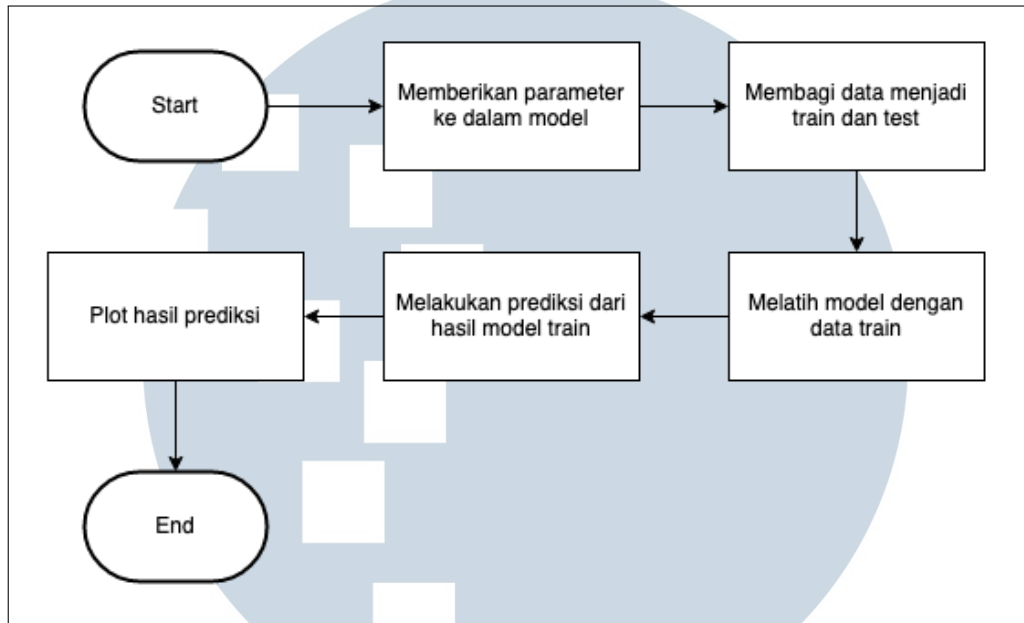 Start
Memberikan parameter
ke dalam model
Membagi data menjadi
train dan test
Melatih model dengan
data train
Melakukan prediksi dari
hasil model train
Plot hasil prediksi
End